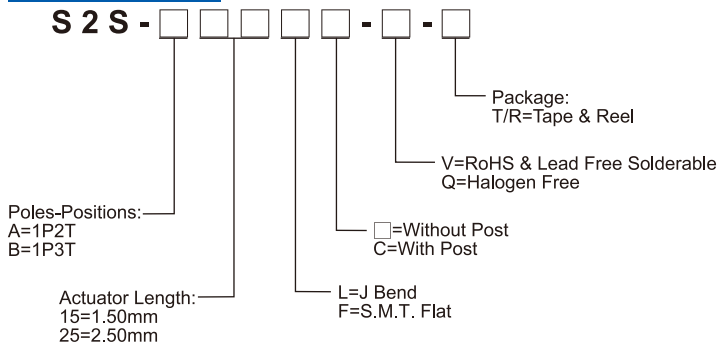 S 2 S - □ □ □ □ □ - □ - □
Package:
T/R=Tape & Reel
V=RoHS & Lead Free Solderable
Q=Halogen Free
□=Without Post
C=With Post
L=J Bend
F=S.M.T. Flat
Actuator Length:
15=1.50mm
25=2.50mm
Poles-Positions:
A=1P2T
B=1P3T